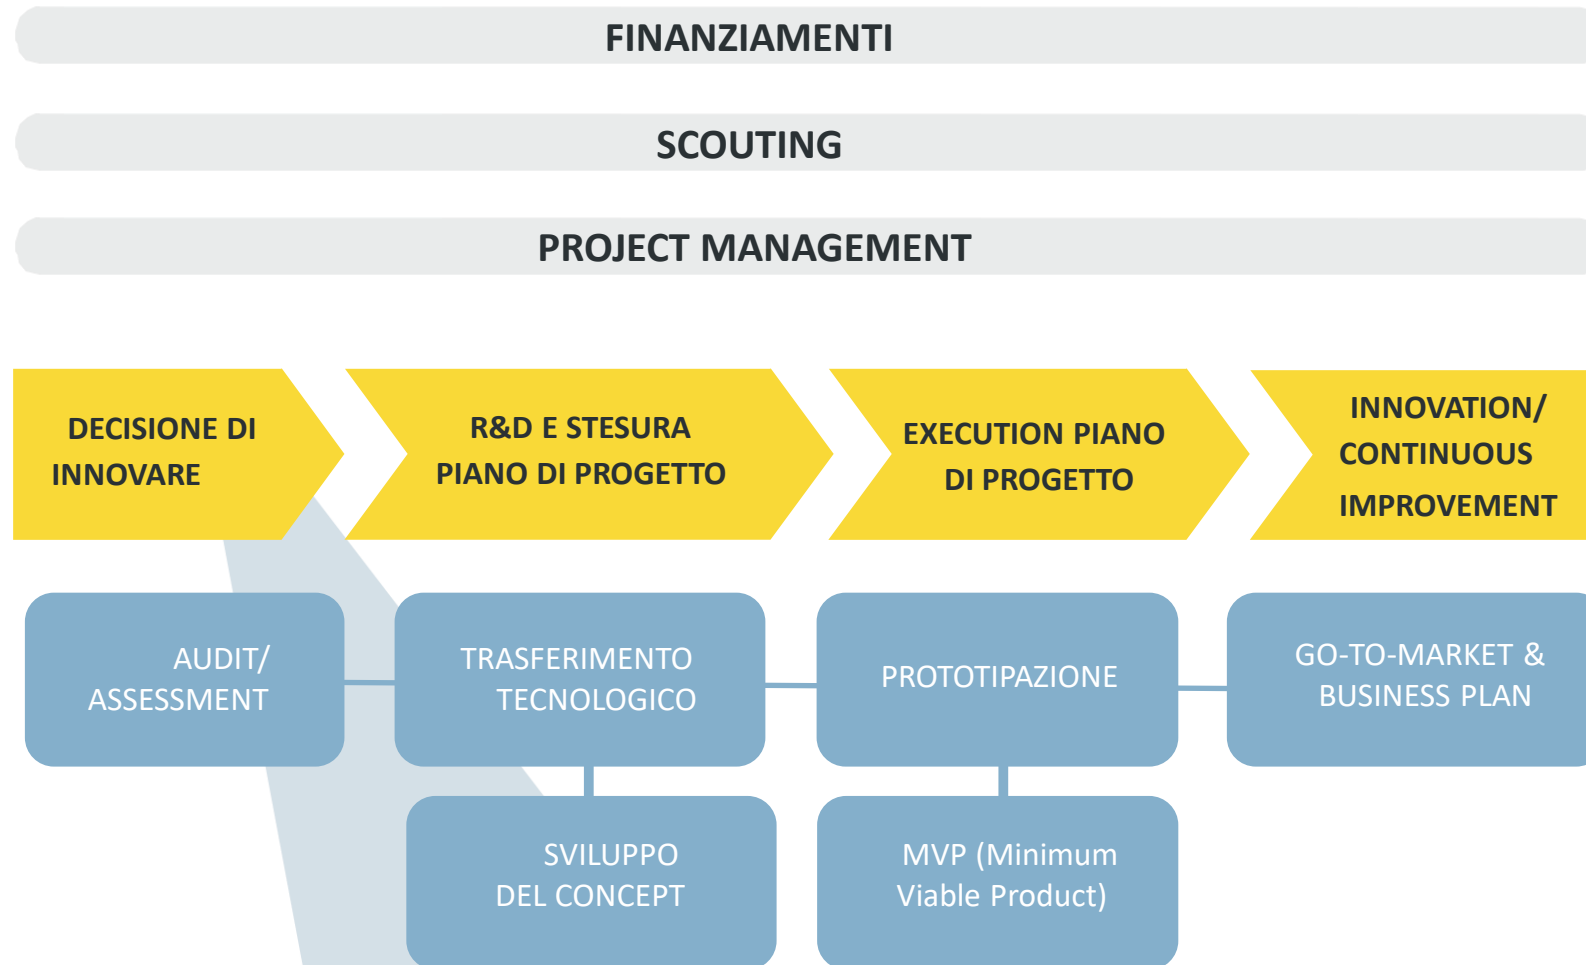 FINANZIAMENTI
SCOUTING
PROJECT MANAGEMENT
DECISIONE DI
INNOVARE
R&D E STESURA
PIANO DI PROGETTO
EXECUTION PIANO
DI PROGETTO
INNOVATION/
CONTINUOUS
IMPROVEMENT
AUDIT/
ASSESSMENT
TRASFERIMENTO
TECNOLOGICO
PROTOTIPAZIONE
GO-TO-MARKET &
BUSINESS PLAN
SVILUPPO
DEL CONCEPT
MVP (Minimum
Viable Product)